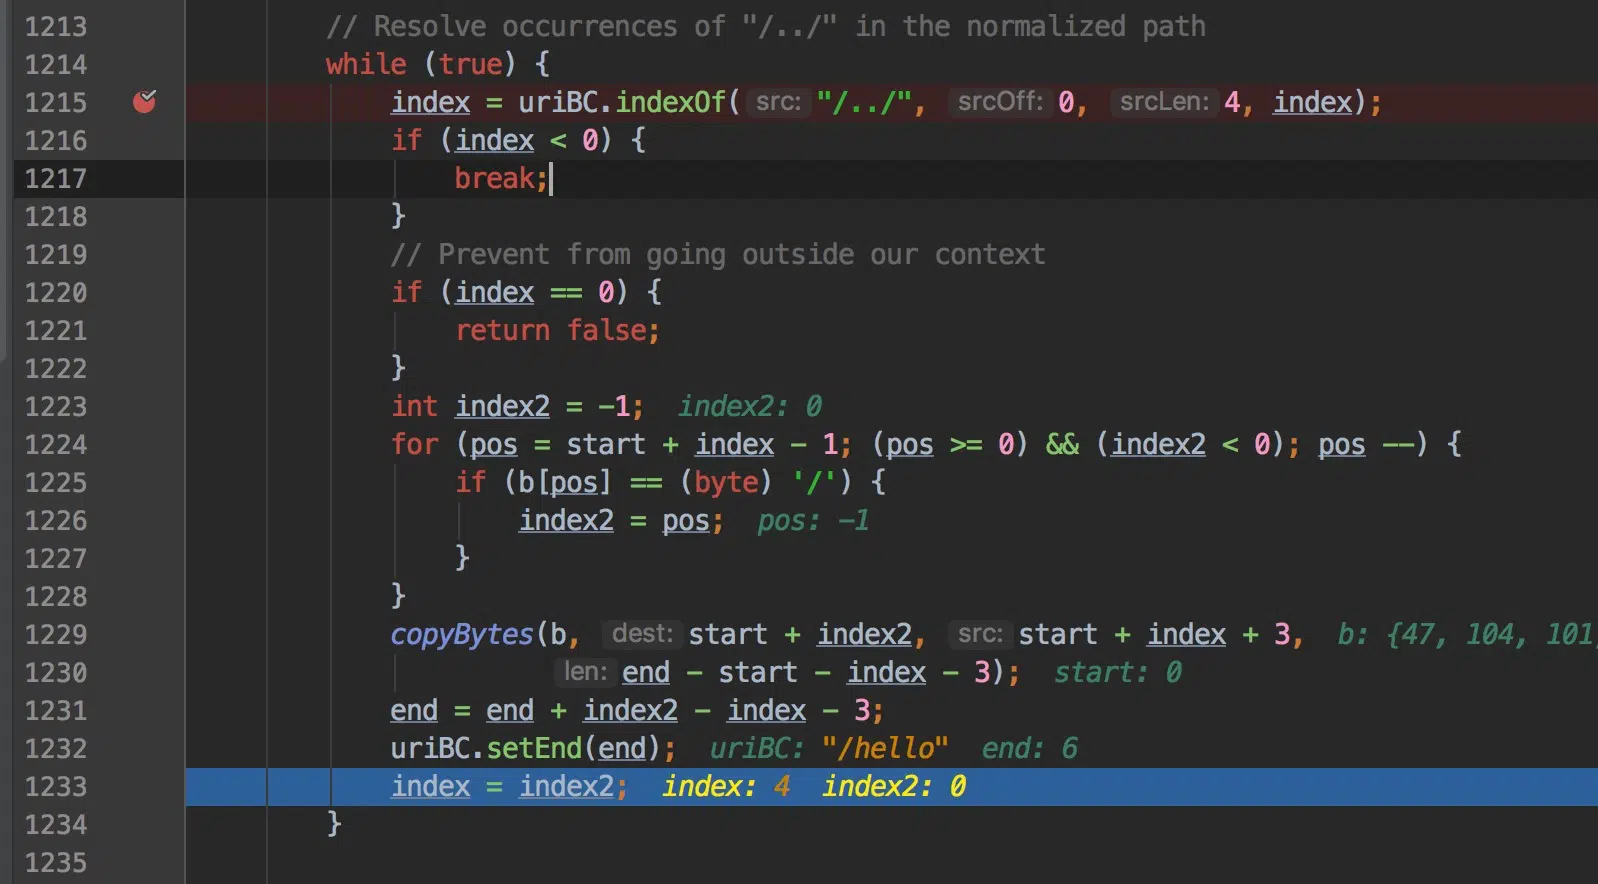 1213 // Resolve occurrences of "/../" in the normalized path
1214 while (true) {
1215 index = uriBC.indexOf( src: "/../", srcOff: 0, srcLen: 4, index);
1216 if (index < 0) {
1217 break;
1218 }
1219 // Prevent from going outside our context
1220 if (index == 0) {
1221 return false;
1222 }
1223 int index2 = -1; index2: 0
1224 for (pos = start + index - 1; (pos >= 0) && (index2 < 0); pos --) {
1225 if (b[pos] == (byte) '/') {
1226 index2 = pos; pos: -1
1227 }
1228 }
1229 copyBytes(b, dest: start + index2, src: start + index + 3, b: {47, 104, 101,
1230 len: end - start - index - 3); start: 0
1231 end = end + index2 - index - 3;
1232 uriBC.setEnd(end); uriBC: "/hello" end: 6
1233 index = index2; index: 4 index2: 0
1234 }
1235